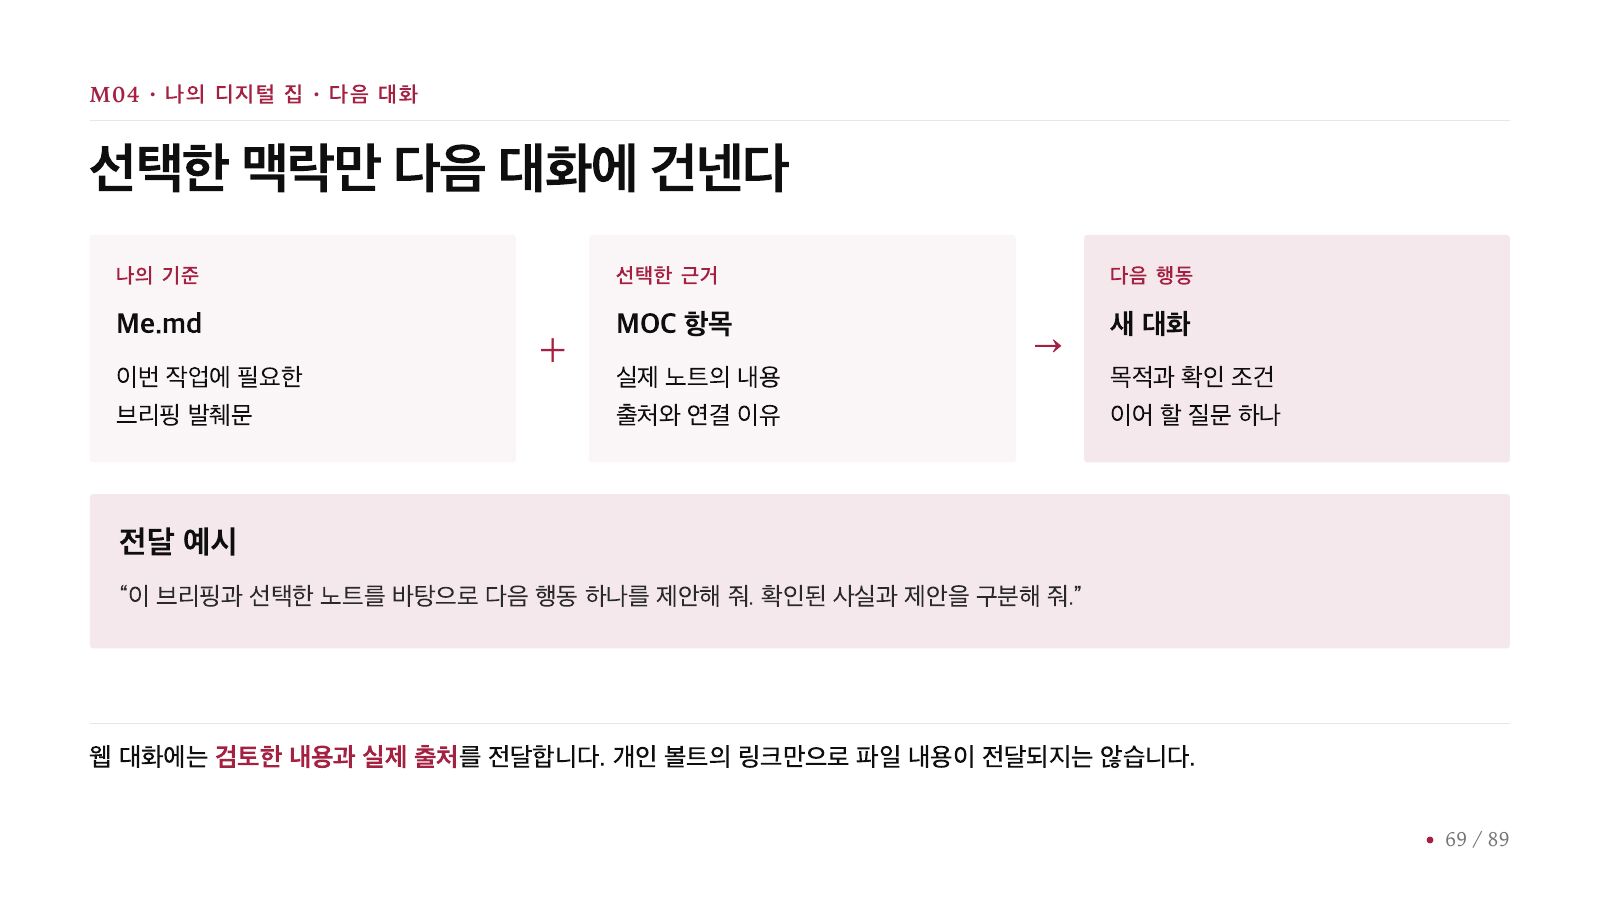 M04 · 나의 디지털 집 · 다음 대화
선택한 맥락만 다음 대화에 건넨다
나의 기준
Me.md
이번 작업에 필요한
브리핑 발췌문
+
선택한 근거
MOC 항목
실제 노트의 내용
출처와 연결 이유
→
다음 행동
새 대화
목적과 확인 조건
이어 할 질문 하나
전달 예시
“이 브리핑과 선택한 노트를 바탕으로 다음 행동 하나를 제안해 줘. 확인된 사실과 제안을 구분해 줘.”
웹 대화에는 검토한 내용과 실제 출처를 전달합니다. 개인 볼트의 링크만으로 파일 내용이 전달되지는 않습니다.
• 69 / 89